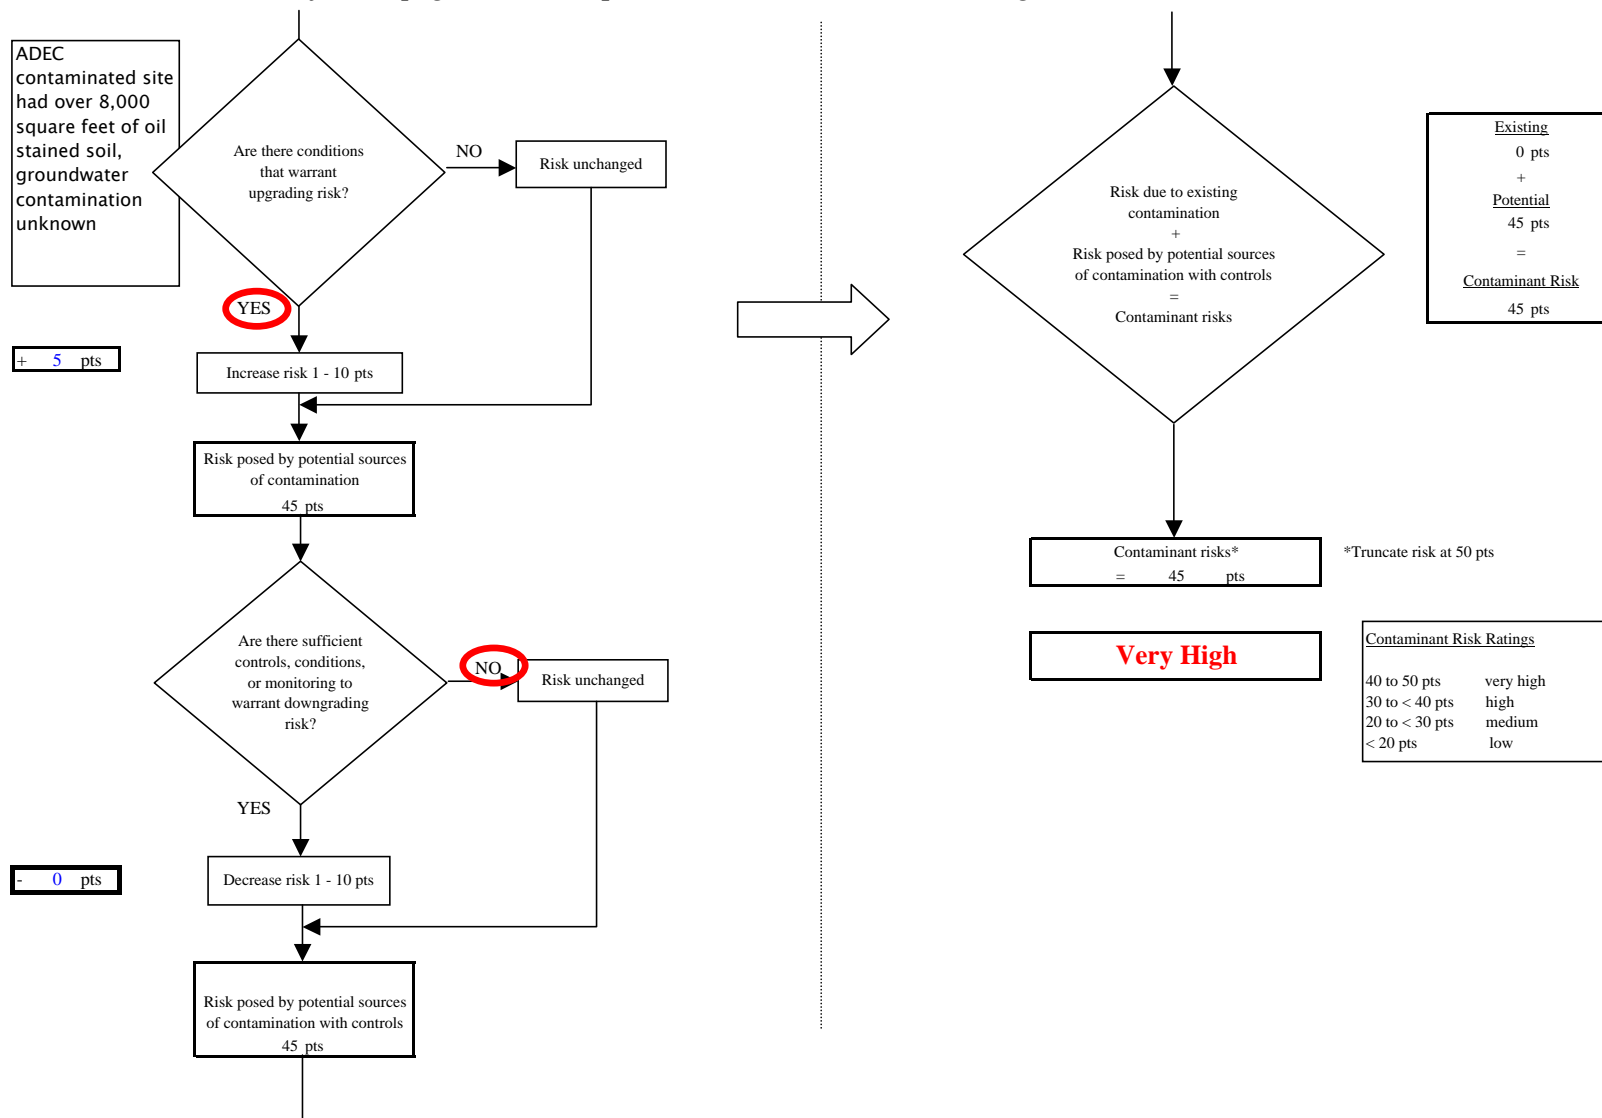 ADEC
contaminated site
had over 8,000
square feet of oil
stained soil,
groundwater
contamination
unknown
Are there conditions
that warrant
upgrading risk?
NO
Risk unchanged
YES
+ 5 pts
Increase risk 1 - 10 pts
Risk posed by potential sources
of contamination
45 pts
Are there sufficient
controls, conditions,
or monitoring to
warrant downgrading
risk?
NO
Risk unchanged
YES
- 0 pts
Decrease risk 1 - 10 pts
Risk posed by potential sources
of contamination with controls
45 pts
Risk due to existing
contamination
+
Risk posed by potential sources
of contamination with controls
=
Contaminant risks
Existing
0 pts
+
Potential
45 pts
=
Contaminant Risk
45 pts
Contaminant risks*
= 45 pts
*Truncate risk at 50 pts
Very High
Contaminant Risk Ratings
40 to 50 pts very high
30 to < 40 pts high
20 to < 30 pts medium
< 20 pts low